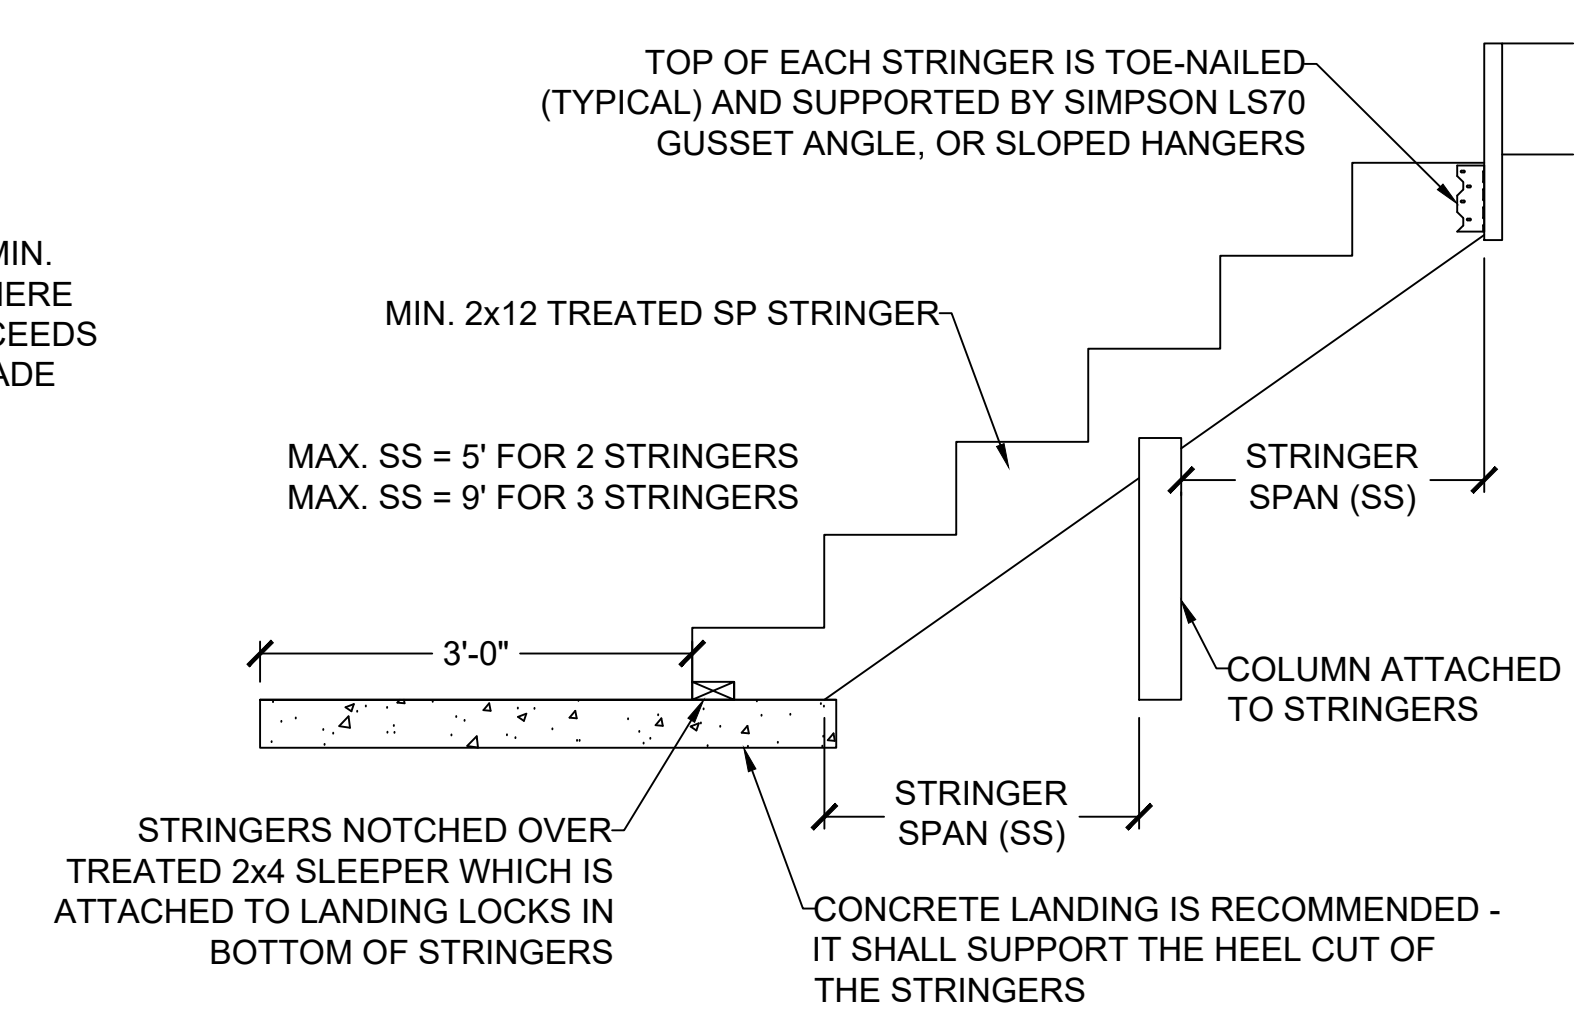 TOP OF EACH STRINGER IS TOE-NAILED
(TYPICAL) AND SUPPORTED BY SIMPSON LS70
GUSSET ANGLE, OR SLOPED HANGERS
MIN.
CEEDS
MIN. 2x12 TREATED SP STRINGER
MAX. SS = 5' FOR 2 STRINGERS
MAX. SS = 9' FOR 3 STRINGERS
STRINGER
SPAN (SS)
3'-0"
COLUMN ATTACHED
TO STRINGERS
STRINGER
SPAN (SS)
STRINGERS NOTCHED OVER
TREATED 2x4 SLEEPER WHICH IS
ATTACHED TO LANDING LOCKS IN
BOTTOM OF STRINGERS
CONCRETE LANDING IS RECOMMENDED -
IT SHALL SUPPORT THE HEEL CUT OF
THE STRINGERS